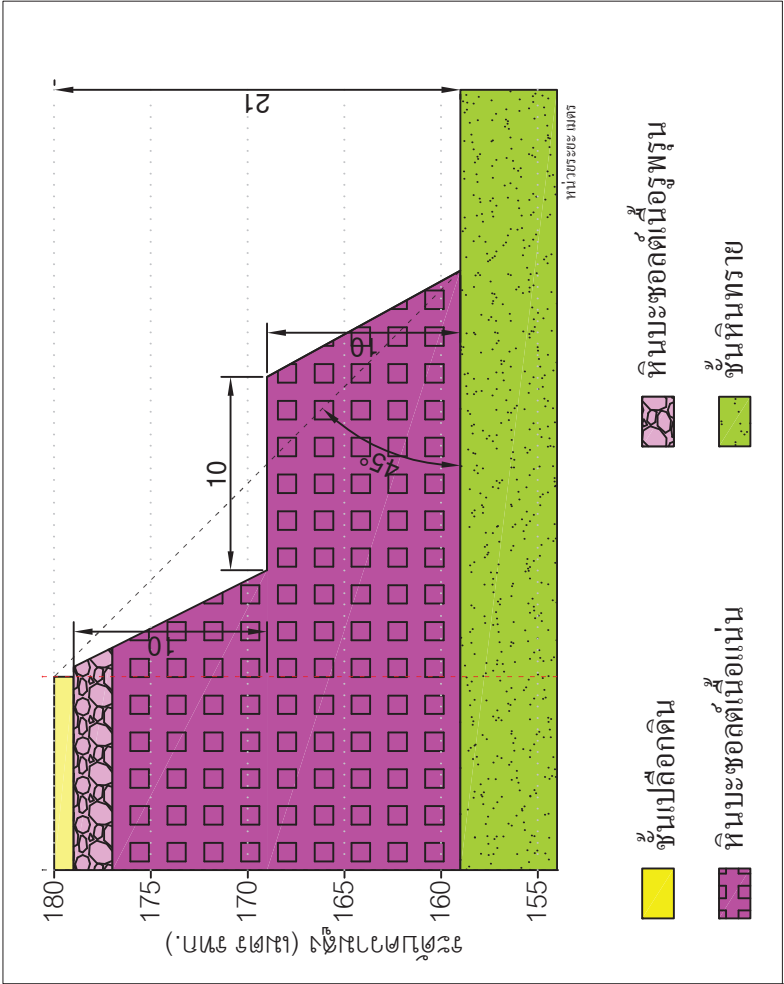 ระดับความสูง (เมตร รทก.)
180
175
170
165
160
155
21
10
10
10
45°
หน่วยระยะ เมตร
ชั้นเปลือกดิน
หินบะซอลต์เนื้อแน่น
หินบะซอลต์เนื้อรูพรุน
ชั้นหินทราย